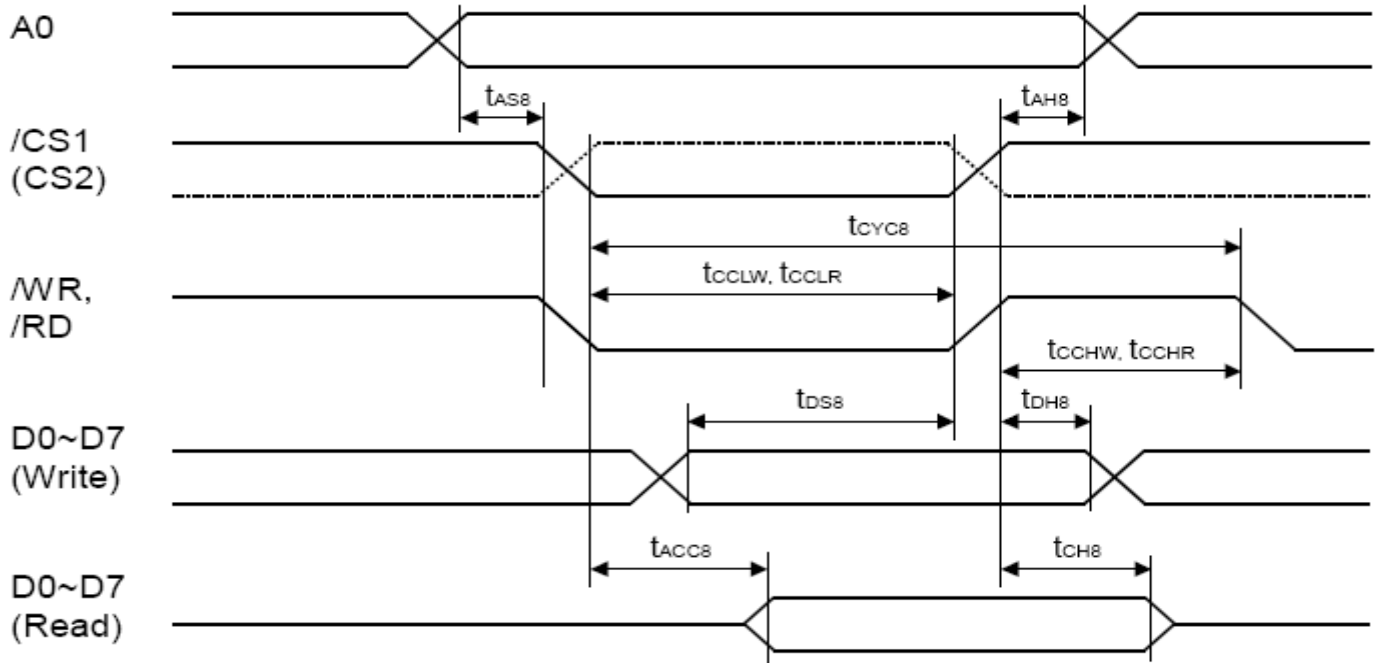 A0
tAS8
tAH8
/CS1
(CS2)
tCYC8
tCCLW, tCCLR
/WR,
/RD
tCCHW, tCCHR
tDS8
tDH8
D0~D7
(Write)
tACC8
tCH8
D0~D7
(Read)